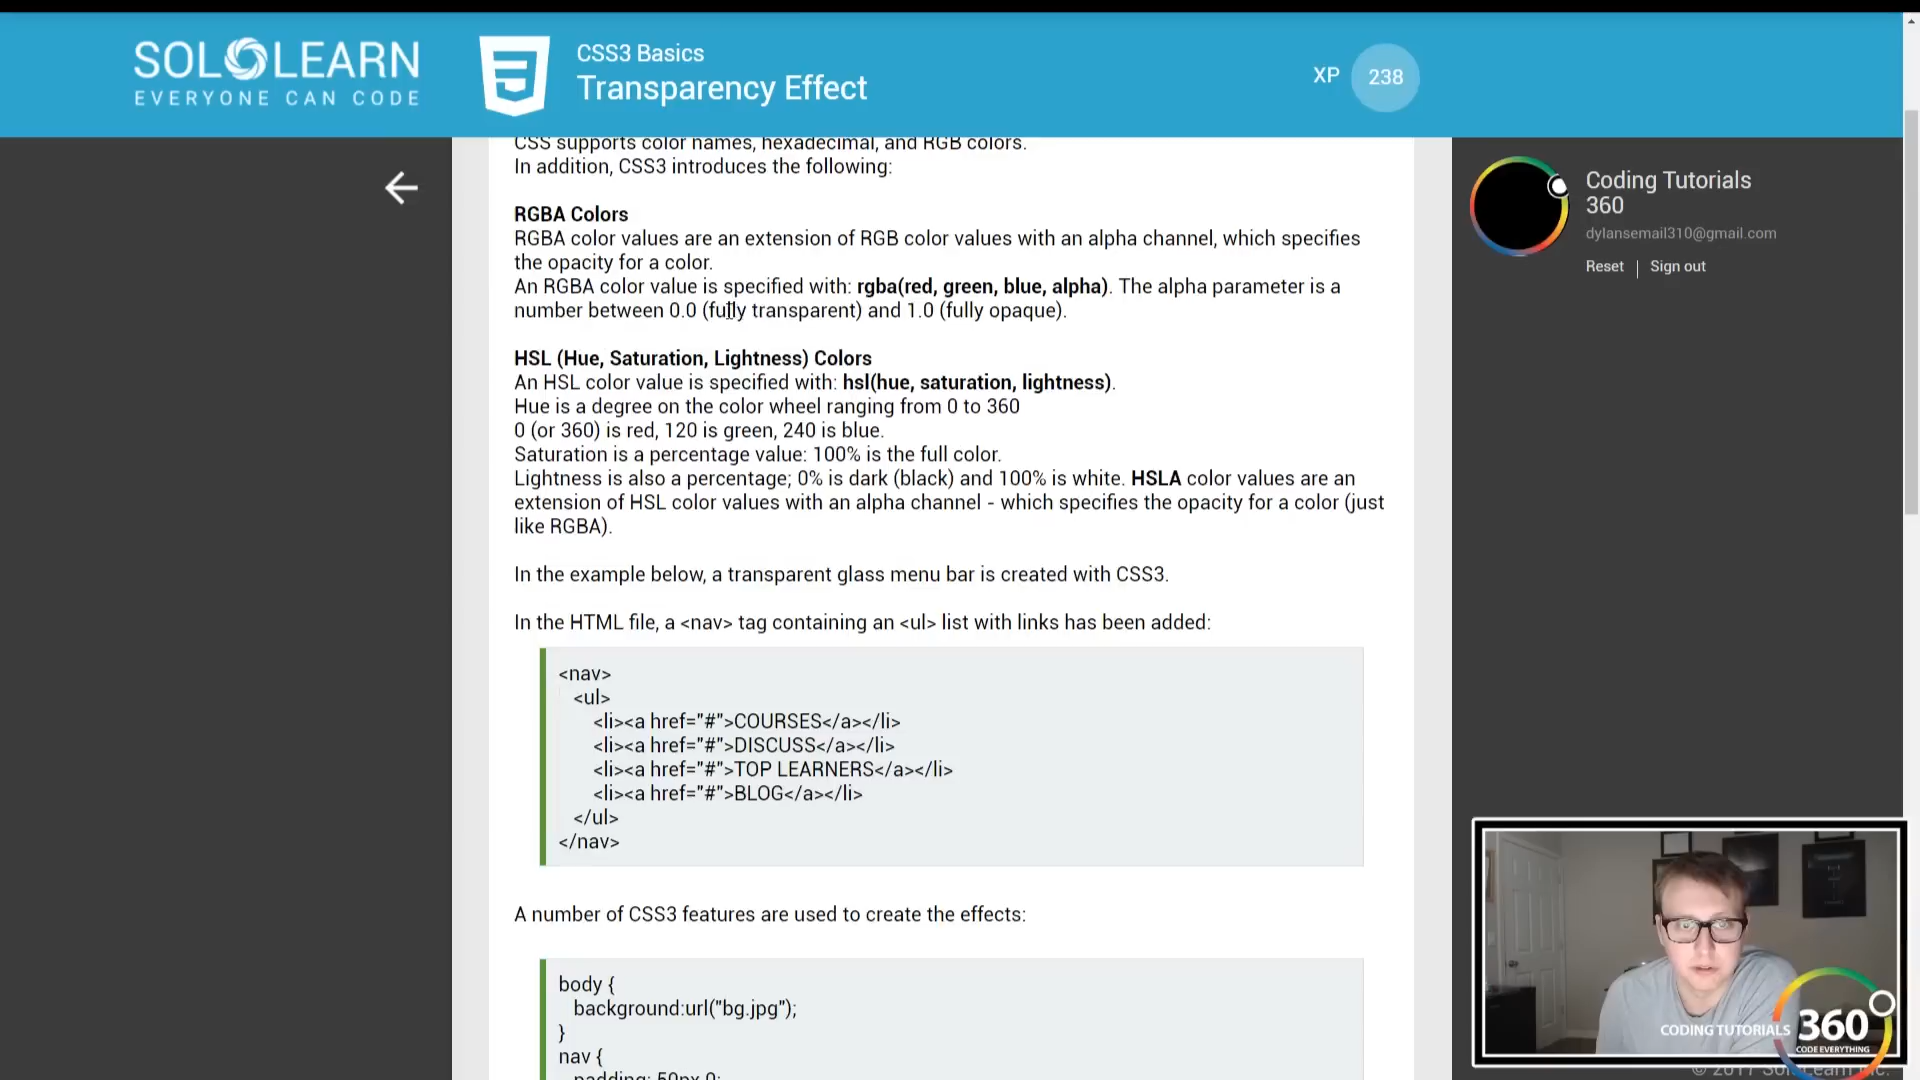 SOLOLEARN
EVERYONE CAN CODE
CSS3 Basics
Transparency Effect
XP 238
Coding Tutorials
360
dylansemail310@gmail.com
Reset | Sign out
CSS supports color names, hexadecimal, and RGB colors.
In addition, CSS3 introduces the following:
RGBA Colors
RGBA color values are an extension of RGB color values with an alpha channel, which specifies
the opacity for a color.
An RGBA color value is specified with: rgba(red, green, blue, alpha). The alpha parameter is a
number between 0.0 (fully transparent) and 1.0 (fully opaque).
HSL (Hue, Saturation, Lightness) Colors
An HSL color value is specified with: hsl(hue, saturation, lightness).
Hue is a degree on the color wheel ranging from 0 to 360
0 (or 360) is red, 120 is green, 240 is blue.
Saturation is a percentage value: 100% is the full color.
Lightness is also a percentage; 0% is dark (black) and 100% is white. HSLA color values are an
extension of HSL color values with an alpha channel - which specifies the opacity for a color (just
like RGBA).
In the example below, a transparent glass menu bar is created with CSS3.
In the HTML file, a <nav> tag containing an <ul> list with links has been added:
<nav>
<ul>
<li><a href="#">COURSES</a></li>
<li><a href="#">DISCUSS</a></li>
<li><a href="#">TOP LEARNERS</a></li>
<li><a href="#">BLOG</a></li>
</ul>
</nav>
A number of CSS3 features are used to create the effects:
body {
background:url("bg.jpg");
}
nav {
padding: 50px 0;
CODING TUTORIALS 360
CODE EVERYTHING
© 2017 SoloLearn Inc.